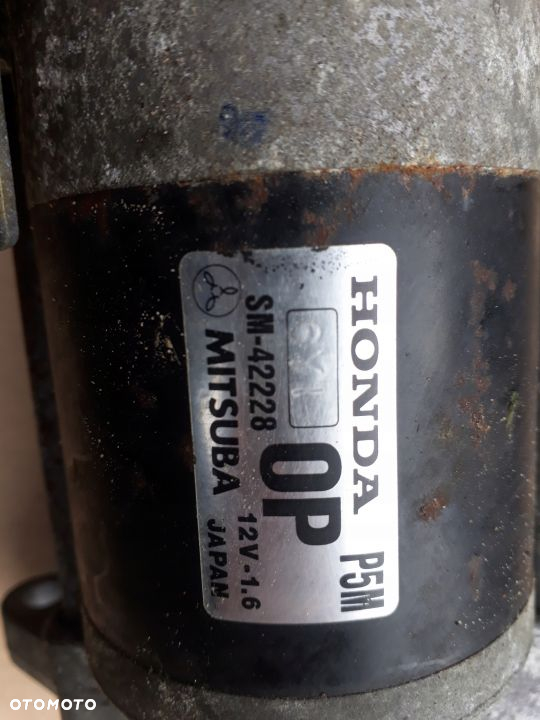 HONDA P5M
OP
SM-42228 12V-1.6
MITSUBA JAPAN
OTOMOTO